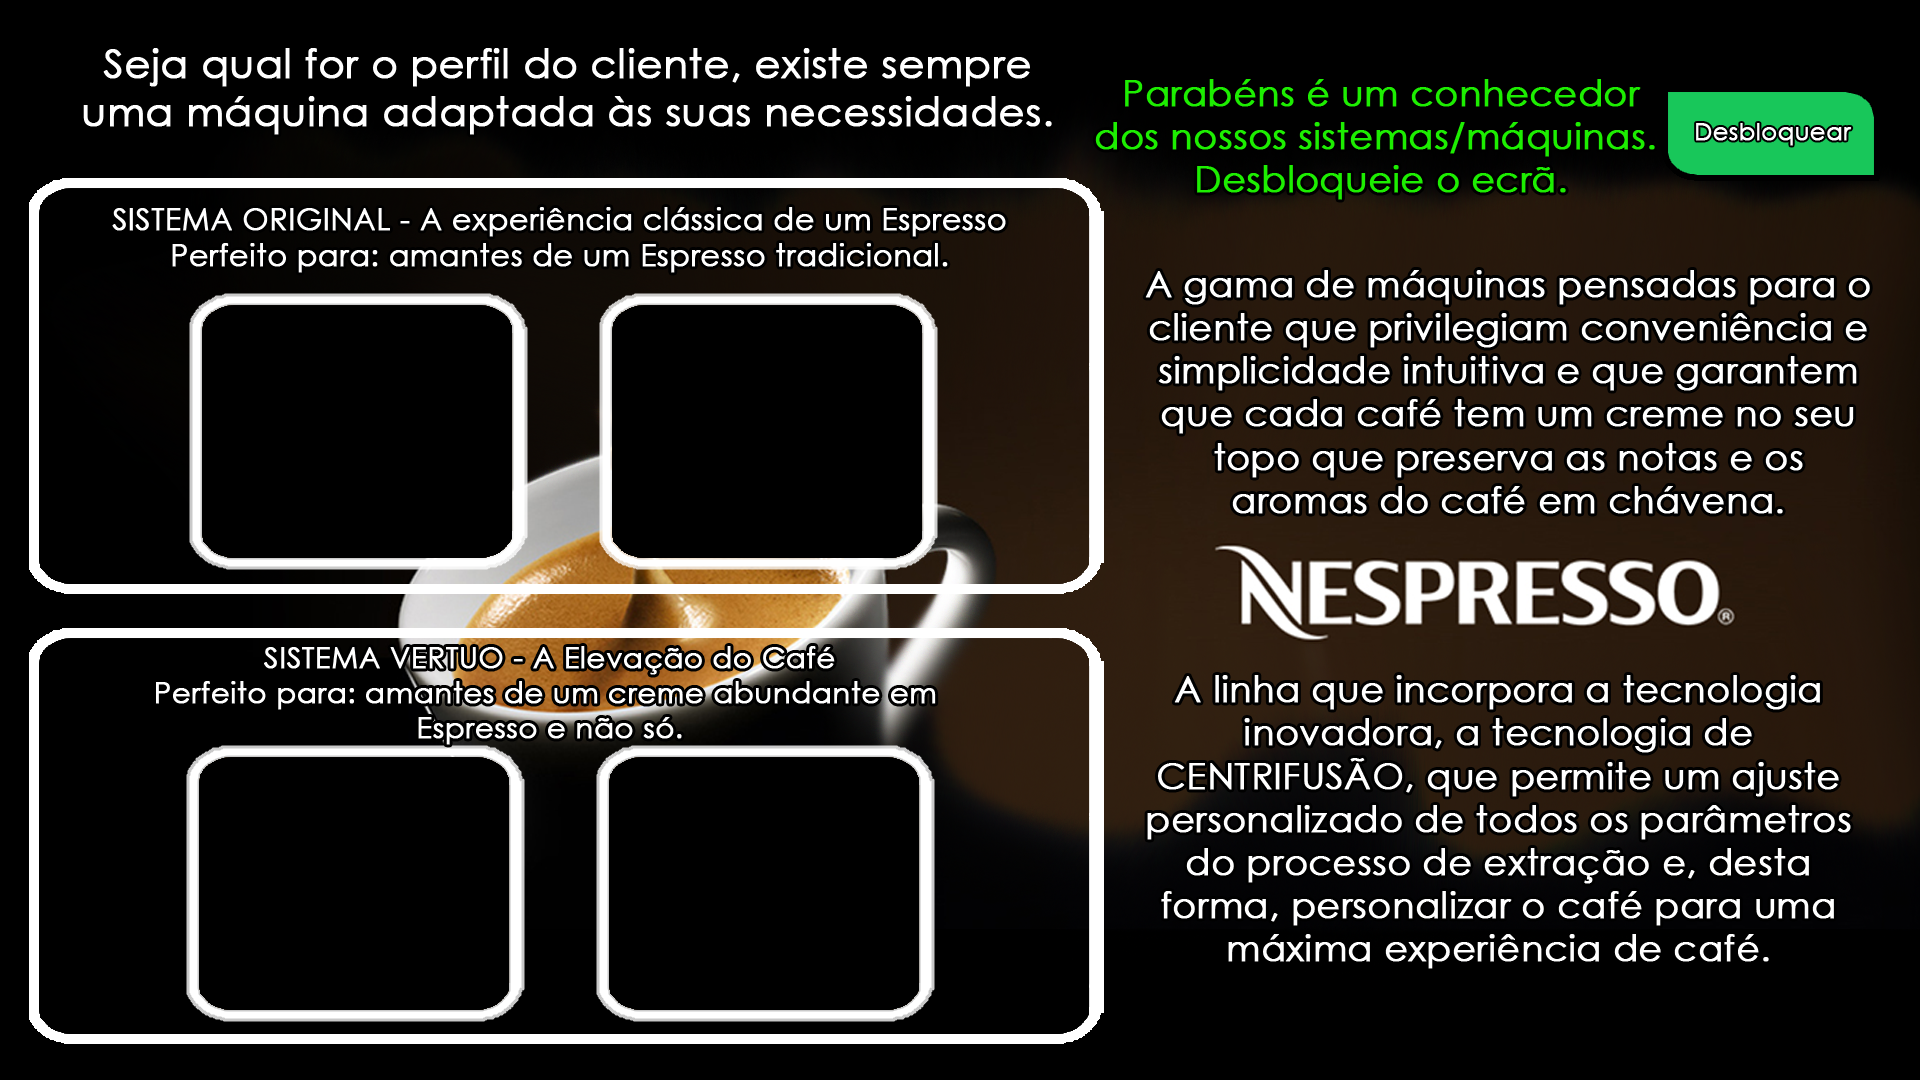 Seja qual for o perfil do cliente, existe sempre
uma máquina adaptada às suas necessidades.
Parabéns é um conhecedor
dos nossos sistemas/máquinas.
Desbloqueie o ecrã.
Desbloquear
SISTEMA ORIGINAL - A experiência clássica de um Espresso
Perfeito para: amantes de um Espresso tradicional.
SISTEMA VERTUO - A Elevação do Café
Perfeito para: amantes de um creme abundante em
Espresso e não só.
A gama de máquinas pensadas para o
cliente que privilegiam conveniência e
simplicidade intuitiva e que garantem
que cada café tem um creme no seu
topo que preserva as notas e os
aromas do café em chávena.
NESPRESSO®
A linha que incorpora a tecnologia
inovadora, a tecnologia de
CENTRIFUSÃO, que permite um ajuste
personalizado de todos os parâmetros
do processo de extração e, desta
forma, personalizar o café para uma
máxima experiência de café.